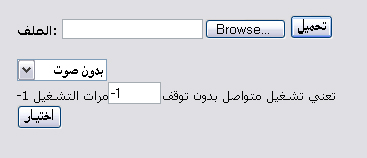 الملف: Browse... تحميل
بدون صوت
-1 مرات التشغيل -1 تعني تشغيل متواصل بدون توقف
اختيار